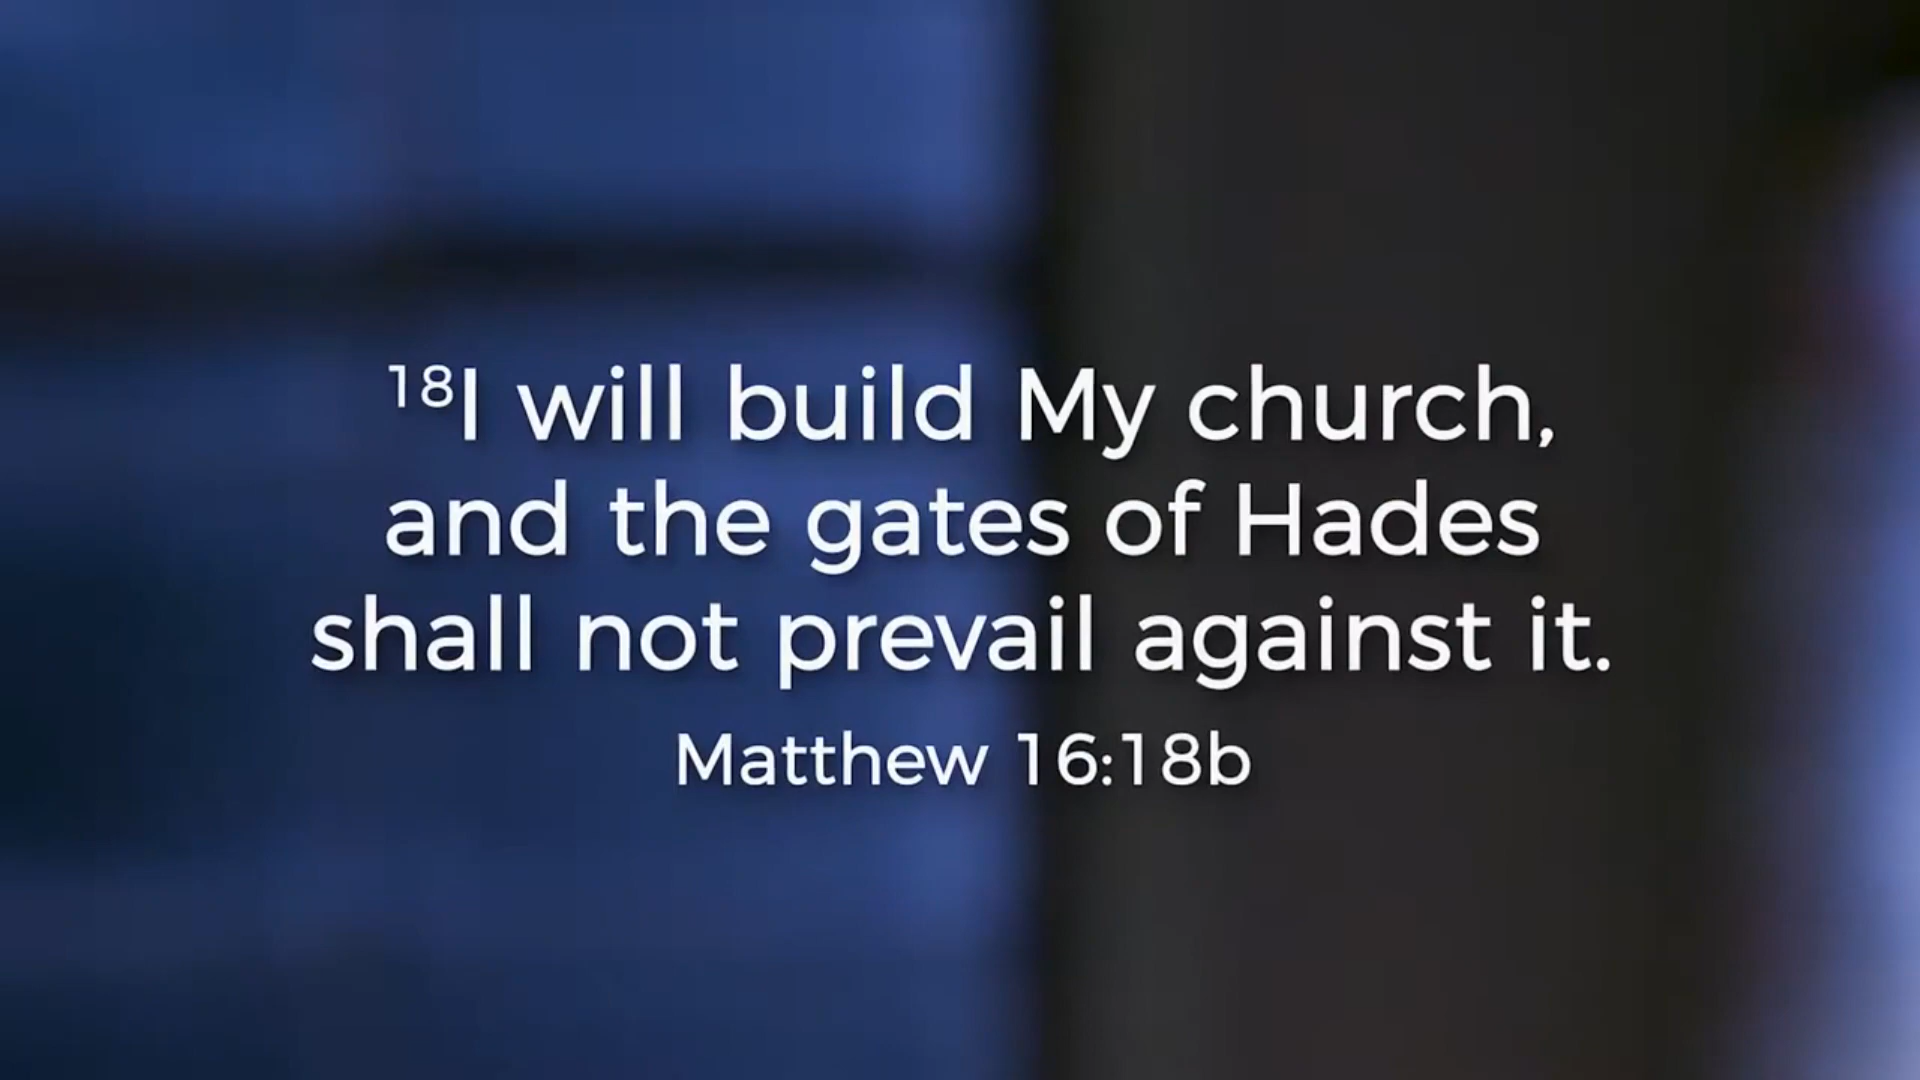 18I will build My church,
and the gates of Hades
shall not prevail against it.
Matthew 16:18b